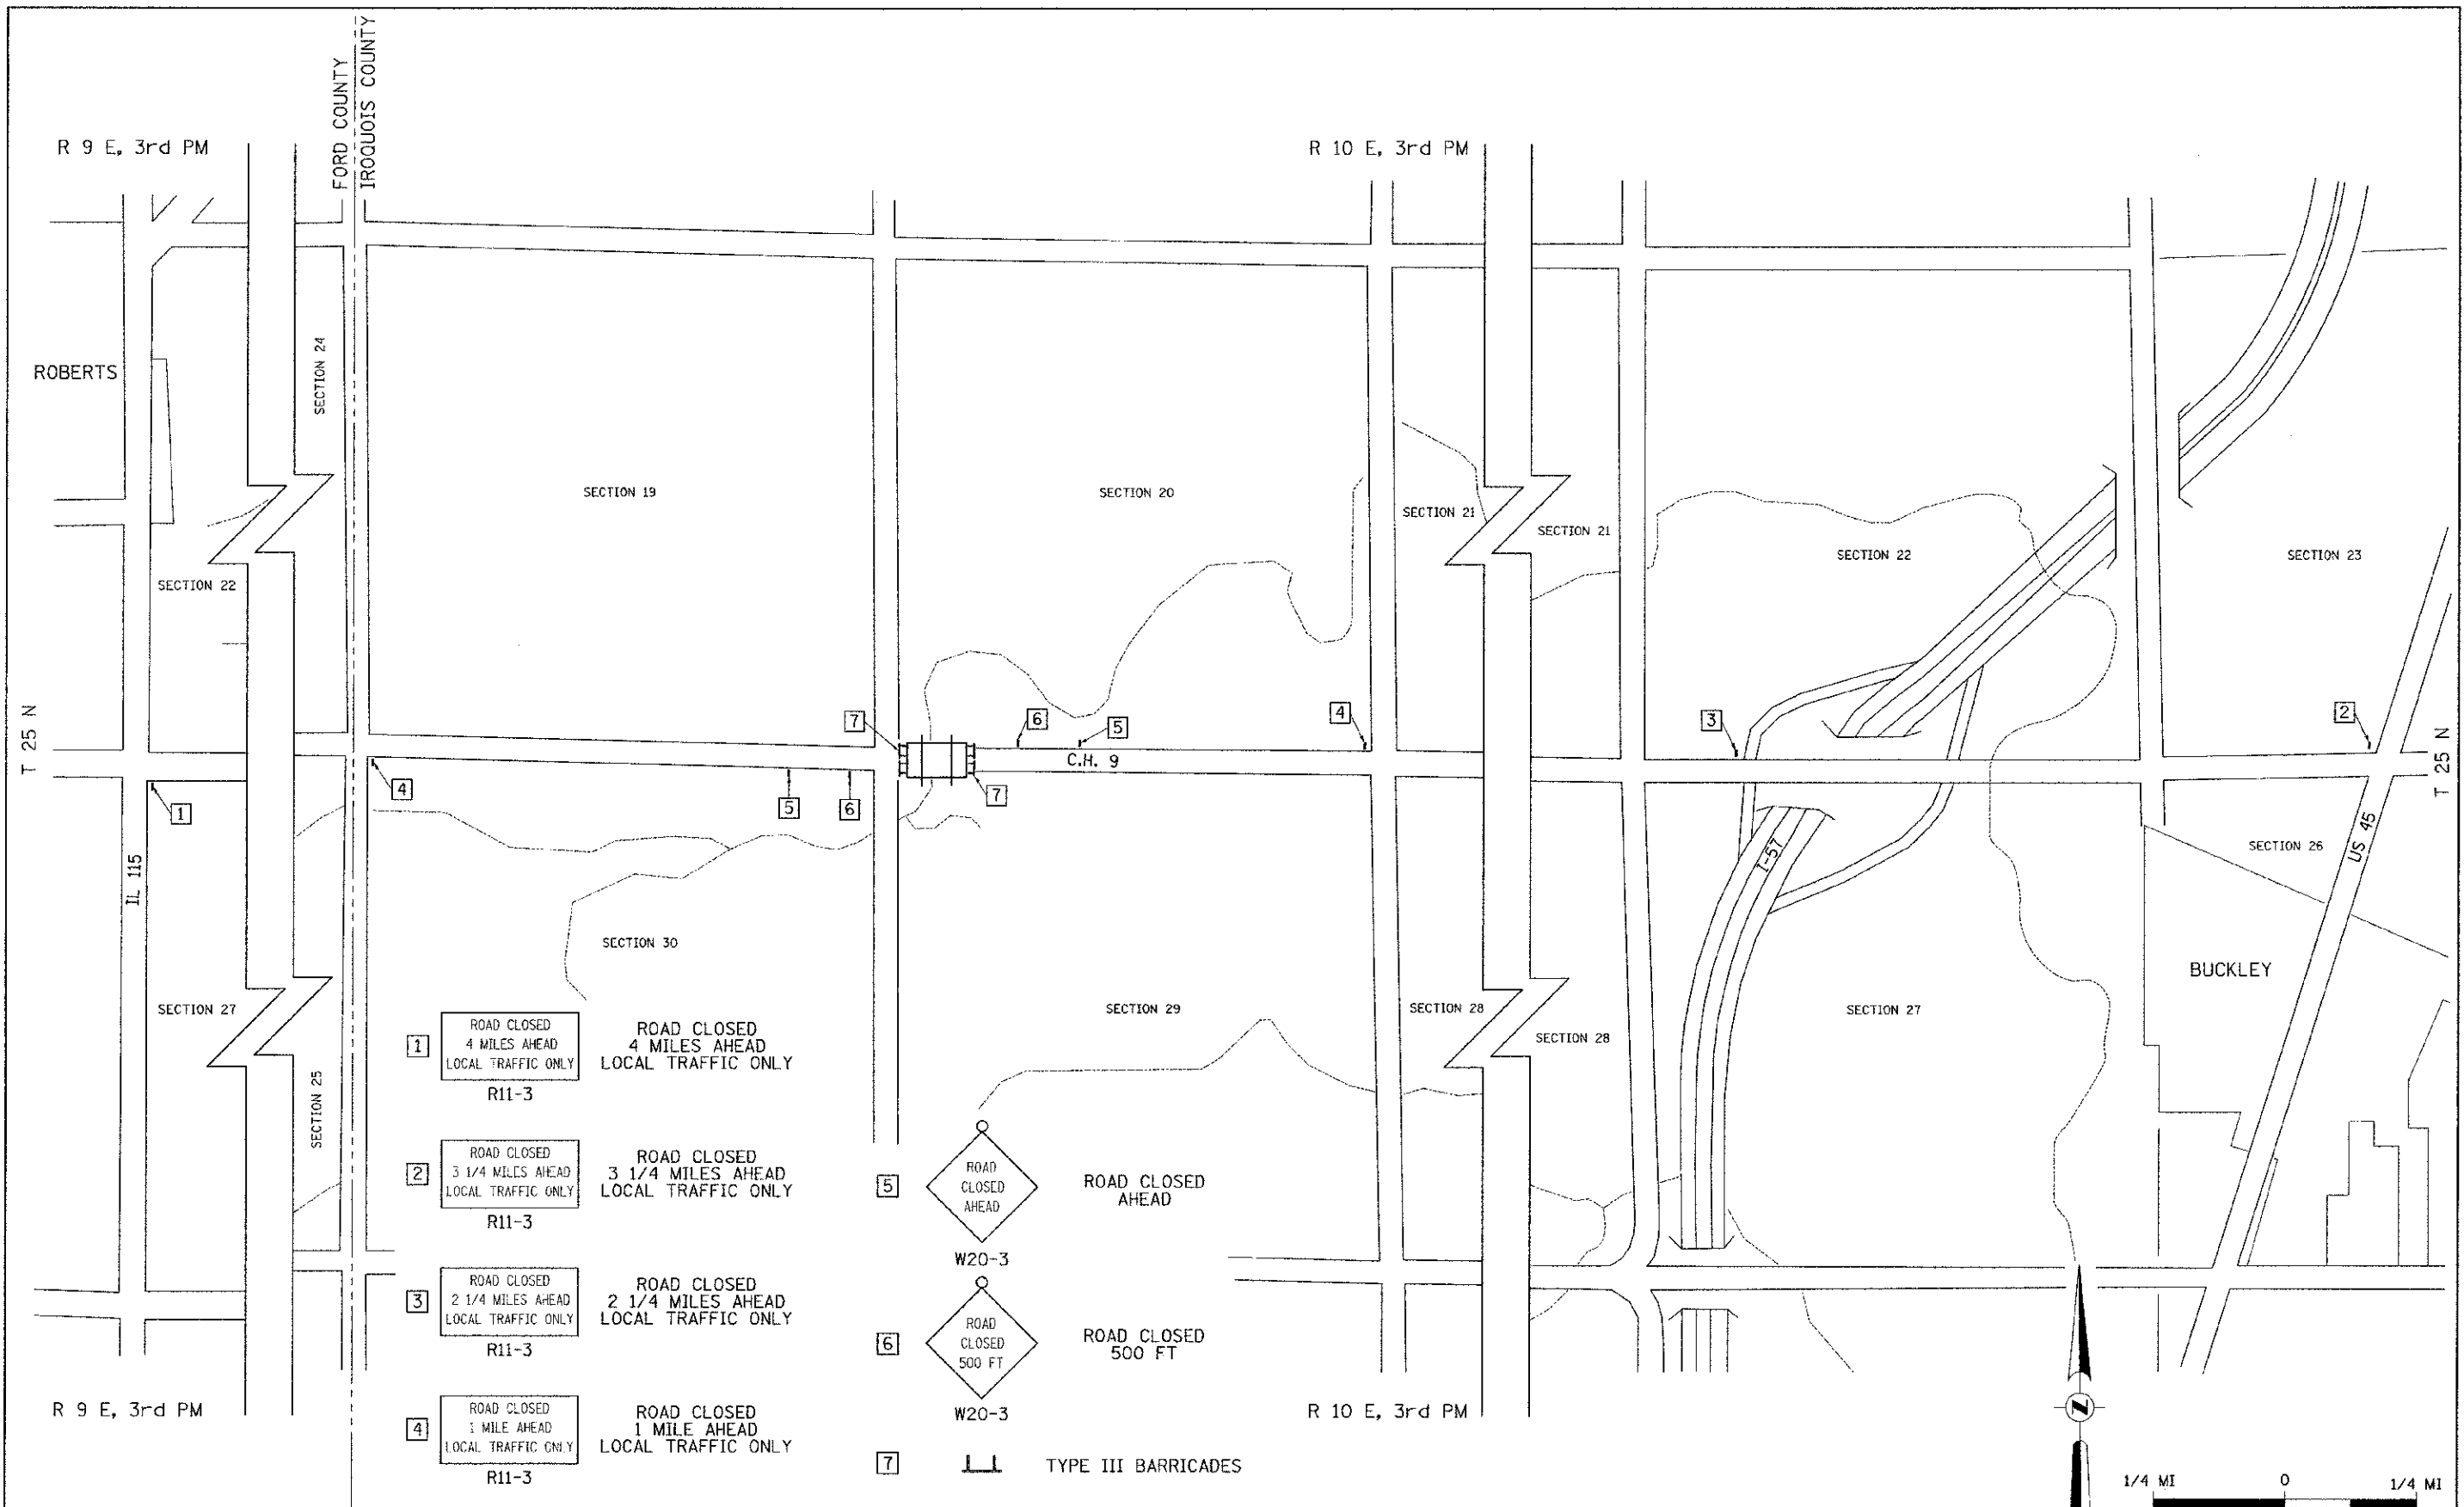 FORD COUNTY
IROQUOIS COUNTY
R 9 E, 3rd PM
R 10 E, 3rd PM
ROBERTS
SECTION 24
SECTION 19
SECTION 20
SECTION 21
SECTION 21
SECTION 22
SECTION 23
SECTION 22
T 25 N
7
6
5
4
3
2
C.H. 9
T 25 N
1
4
5
6
7
IL 115
I-57
US 45
SECTION 26
SECTION 30
BUCKLEY
SECTION 27
SECTION 29
SECTION 28
SECTION 28
SECTION 27
SECTION 25
1
ROAD CLOSED
4 MILES AHEAD
LOCAL TRAFFIC ONLY
R11-3
ROAD CLOSED
4 MILES AHEAD
LOCAL TRAFFIC ONLY
2
ROAD CLOSED
3 1/4 MILES AHEAD
LOCAL TRAFFIC ONLY
R11-3
ROAD CLOSED
3 1/4 MILES AHEAD
LOCAL TRAFFIC ONLY
3
ROAD CLOSED
2 1/4 MILES AHEAD
LOCAL TRAFFIC ONLY
R11-3
ROAD CLOSED
2 1/4 MILES AHEAD
LOCAL TRAFFIC ONLY
4
ROAD CLOSED
1 MILE AHEAD
LOCAL TRAFFIC ONLY
R11-3
ROAD CLOSED
1 MILE AHEAD
LOCAL TRAFFIC ONLY
5
ROAD
CLOSED
AHEAD
W20-3
ROAD CLOSED
AHEAD
6
ROAD
CLOSED
500 FT
W20-3
ROAD CLOSED
500 FT
7
TYPE III BARRICADES
R 9 E, 3rd PM
R 10 E, 3rd PM
Z
1/4 MI 0 1/4 MI